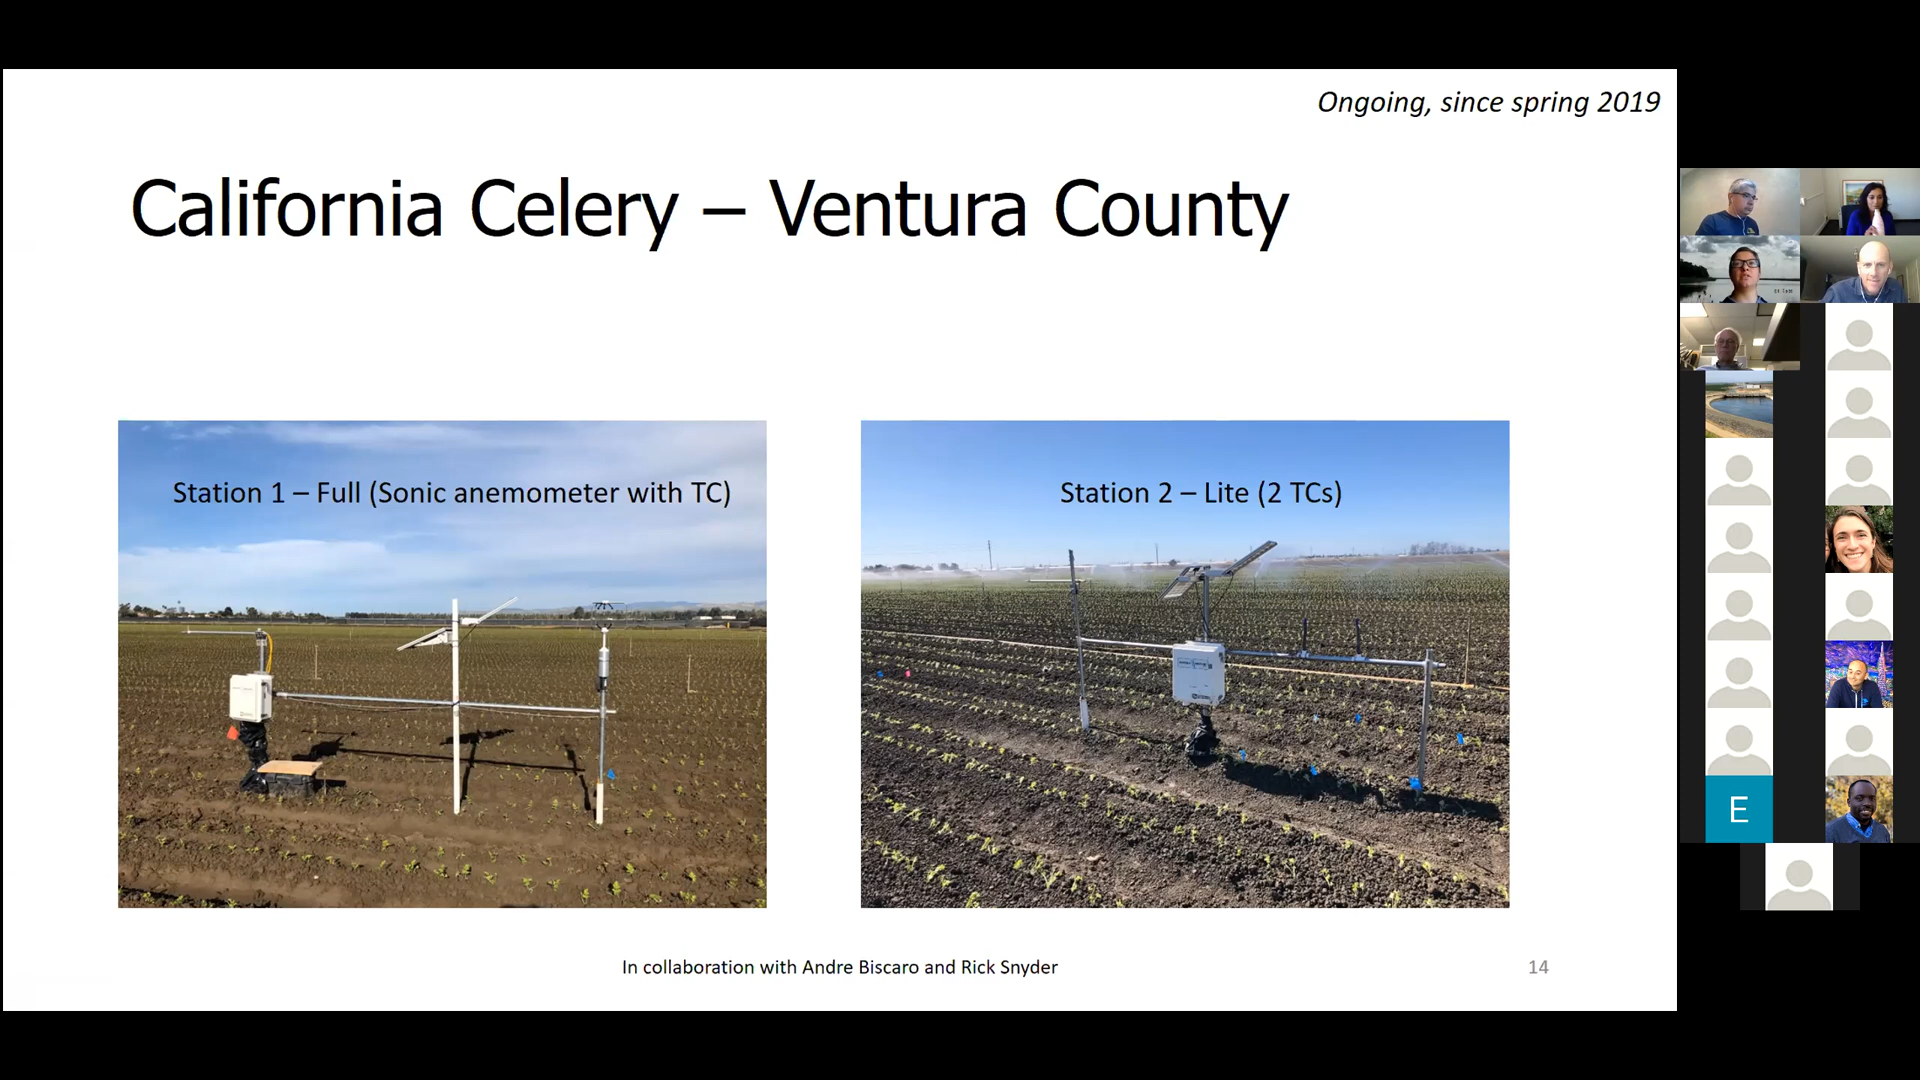 Ongoing, since spring 2019
California Celery – Ventura County
Station 1 – Full (Sonic anemometer with TC)
Station 2 – Lite (2 TCs)
In collaboration with Andre Biscaro and Rick Snyder
14
E